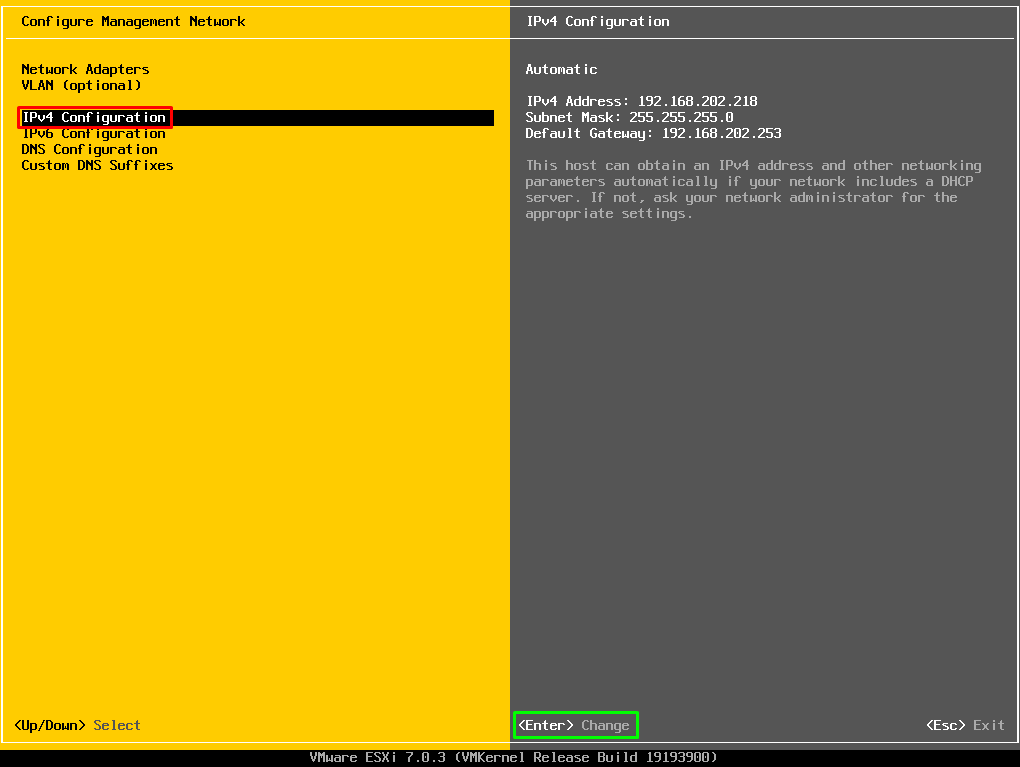 Configure Management Network
Network Adapters
VLAN (optional)
IPv4 Configuration
IPv6 Configuration
DNS Configuration
Custom DNS Suffixes
<Up/Down> Select
IPv4 Configuration
Automatic
IPv4 Address: 192.168.202.218
Subnet Mask: 255.255.255.0
Default Gateway: 192.168.202.253
This host can obtain an IPv4 address and other networking
parameters automatically if your network includes a DHCP
server. If not, ask your network administrator for the
appropriate settings.
<Enter> Change
<Esc> Exit
VMware ESXi 7.0.3 (VMKernel Release Build 19193900)